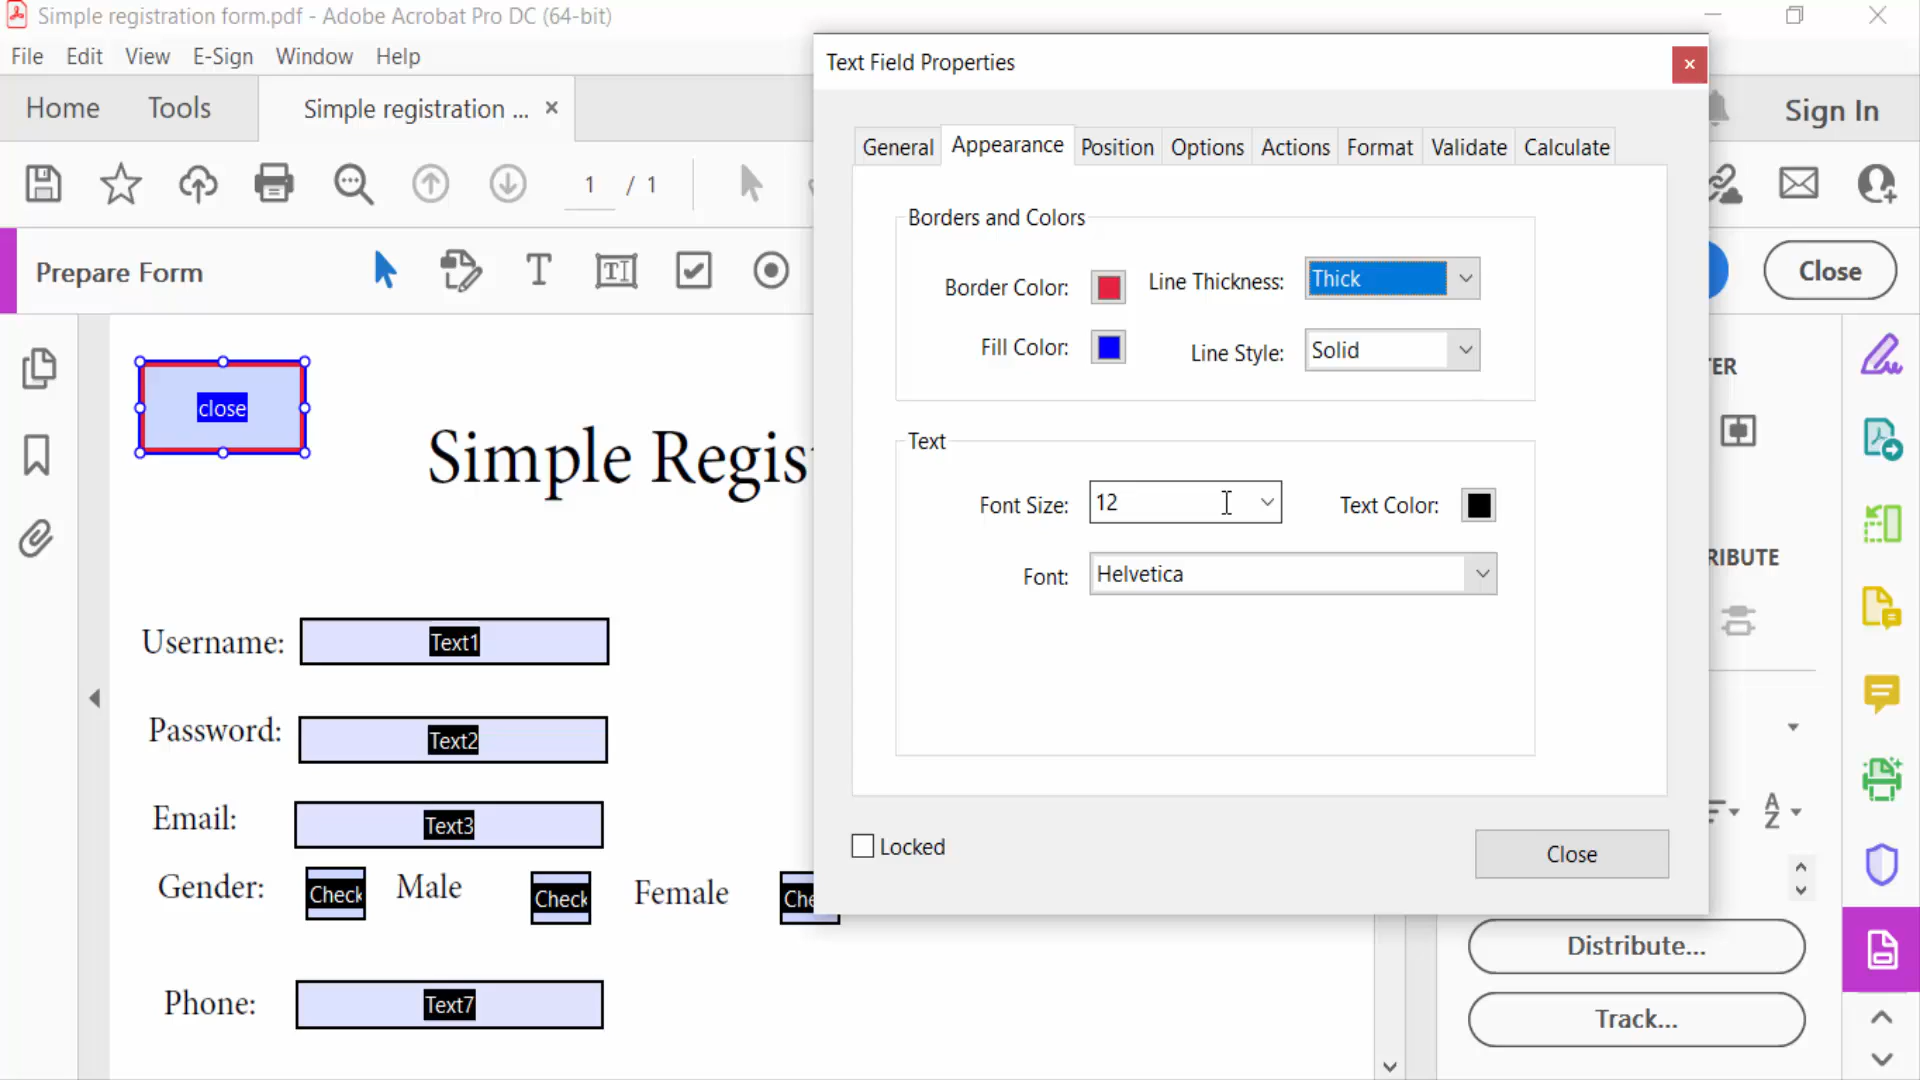 Simple registration form.pdf - Adobe Acrobat Pro DC (64-bit)
File Edit View E-Sign Window Help
Home Tools Simple registration ... ×
Sign In
1 / 1
Prepare Form
Close
close
Simple Regis
Username: Text1
Password: Text2
Email: Text3
Gender: Check Male Check Female Che
Phone: Text7
Text Field Properties
General Appearance Position Options Actions Format Validate Calculate
Borders and Colors
Border Color: Line Thickness: Thick
Fill Color: Line Style: Solid
Text
Font Size: 12 Text Color:
Font: Helvetica
Locked
Close
TER
RIBUTE
Distribute...
Track...